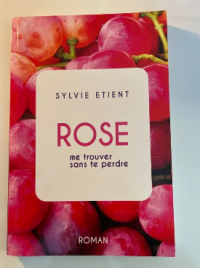 SYLVIE ETIENT
ROSE
me trouver
sans te perdre
ROMAN